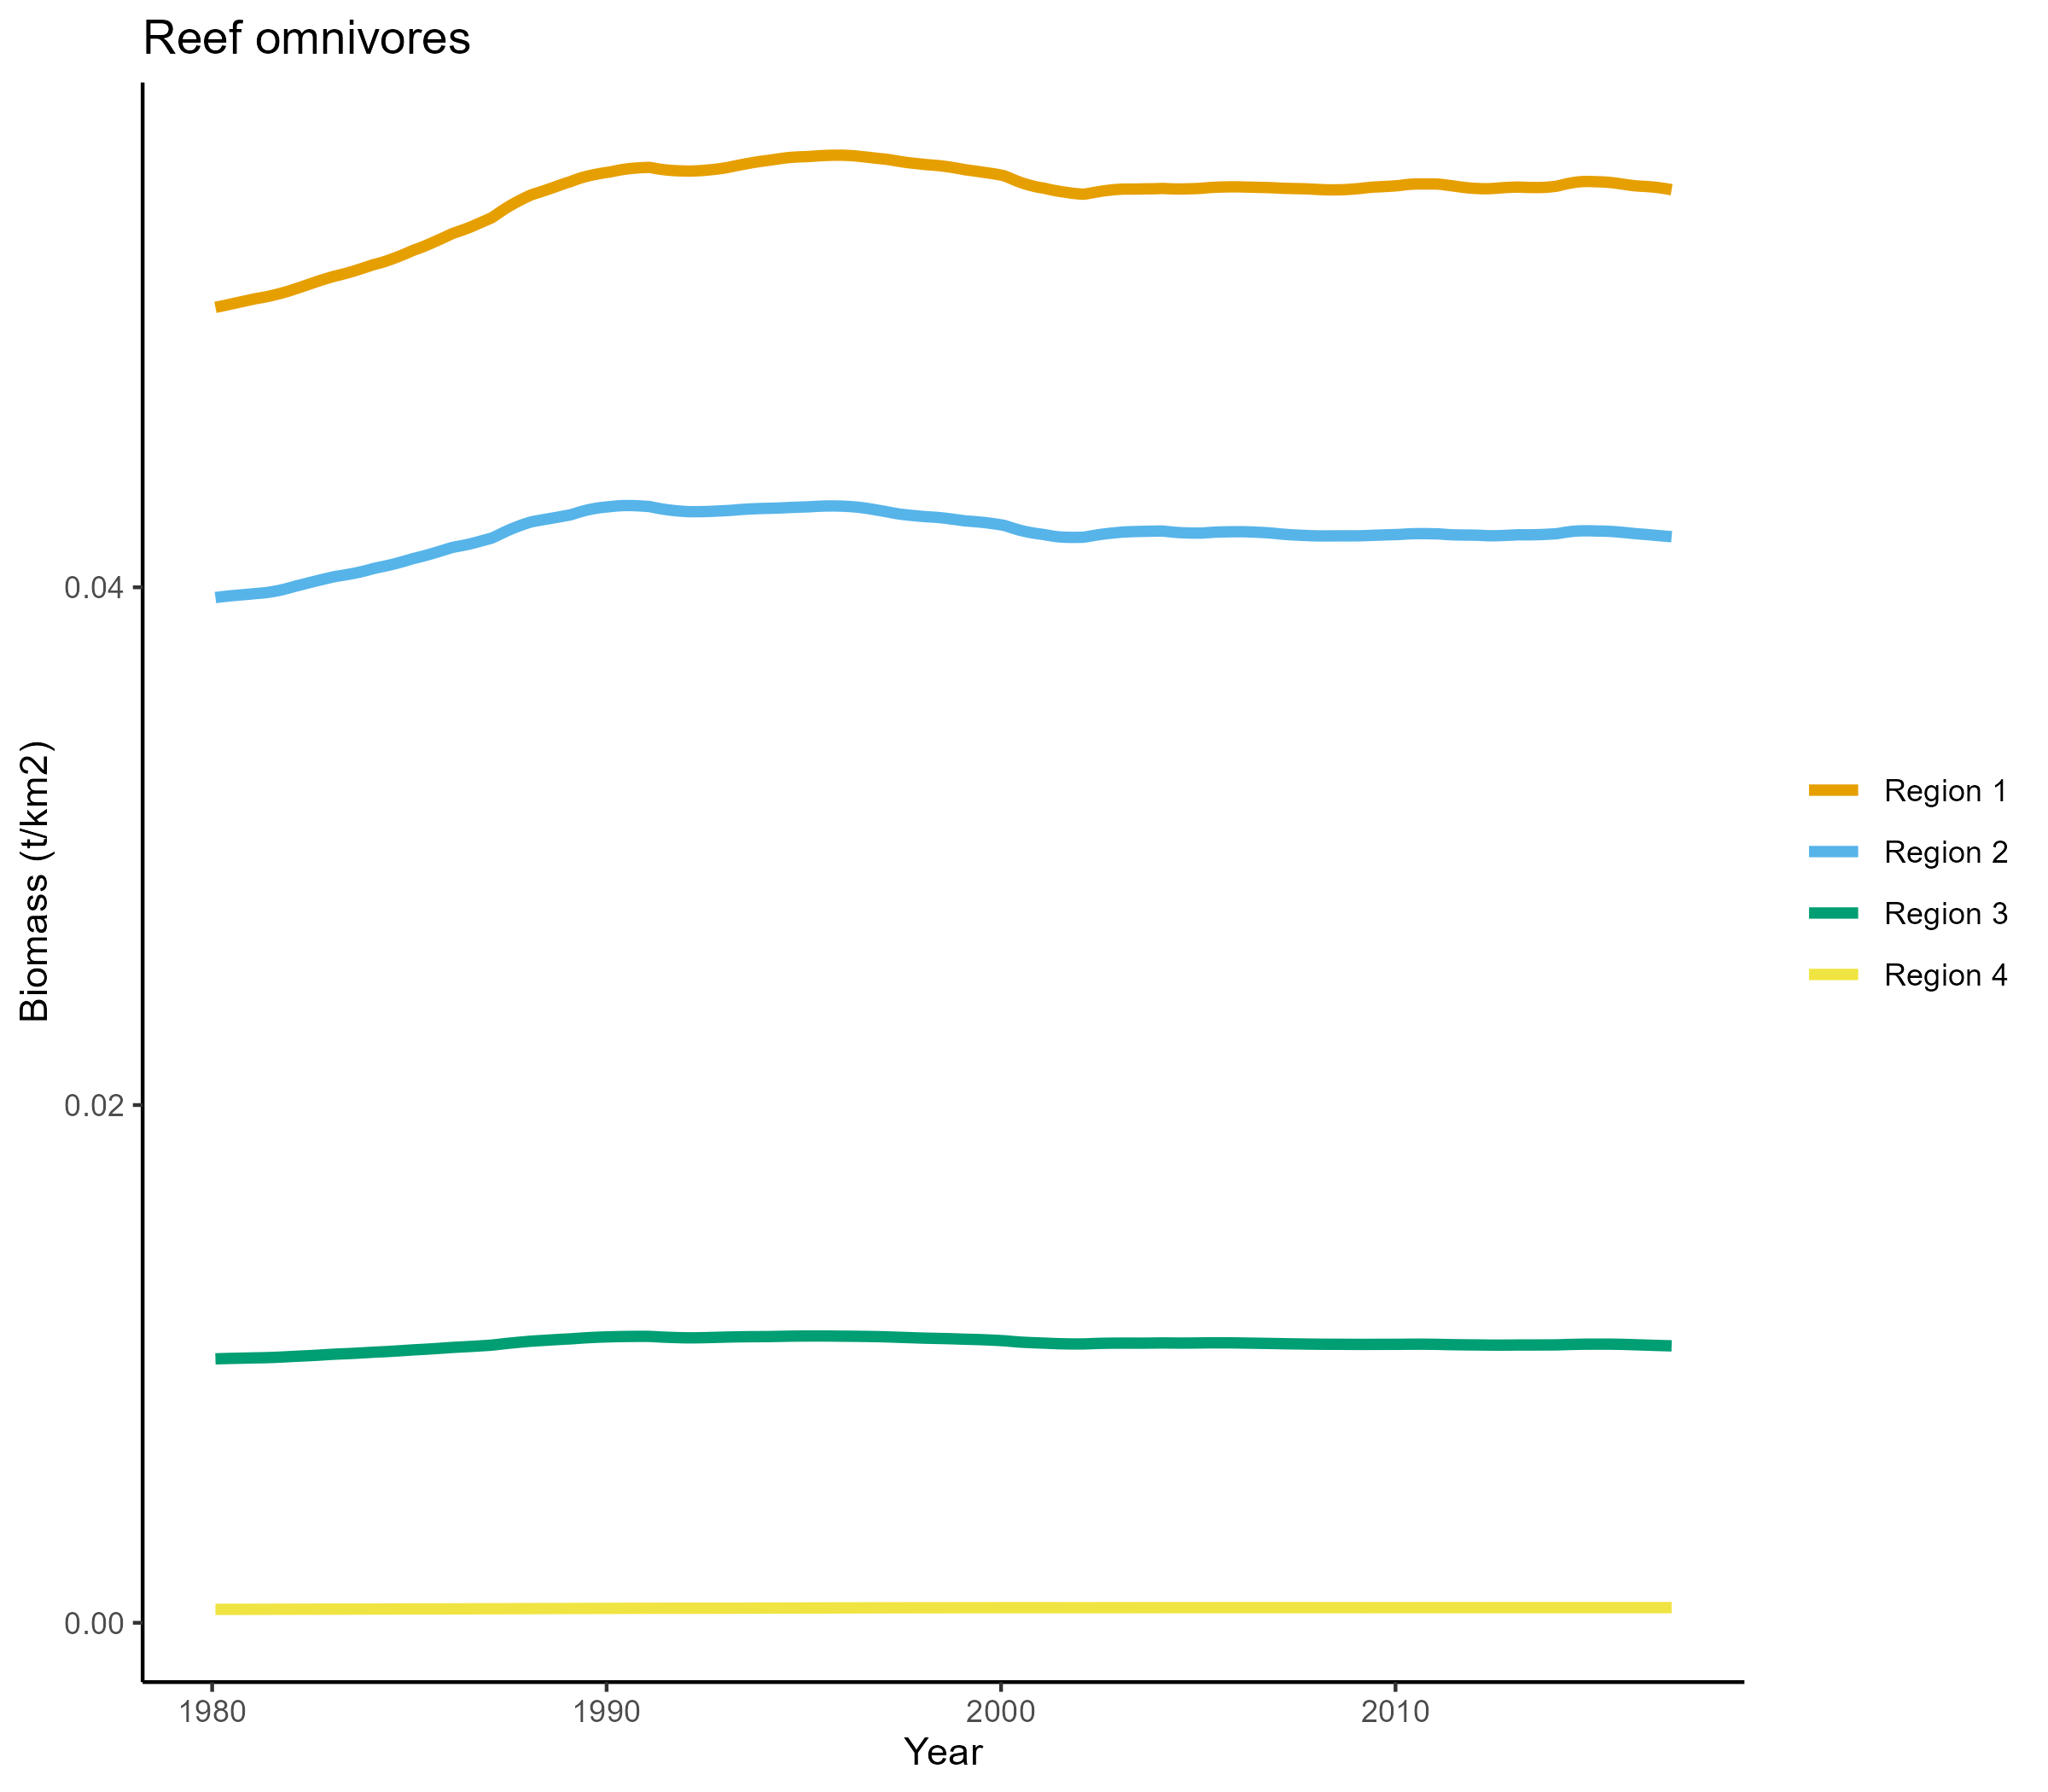 Reef omnivores
Biomass (t/km2)
0.04
0.02
0.00
1980 1990 2000 2010
Year
Region 1
Region 2
Region 3
Region 4